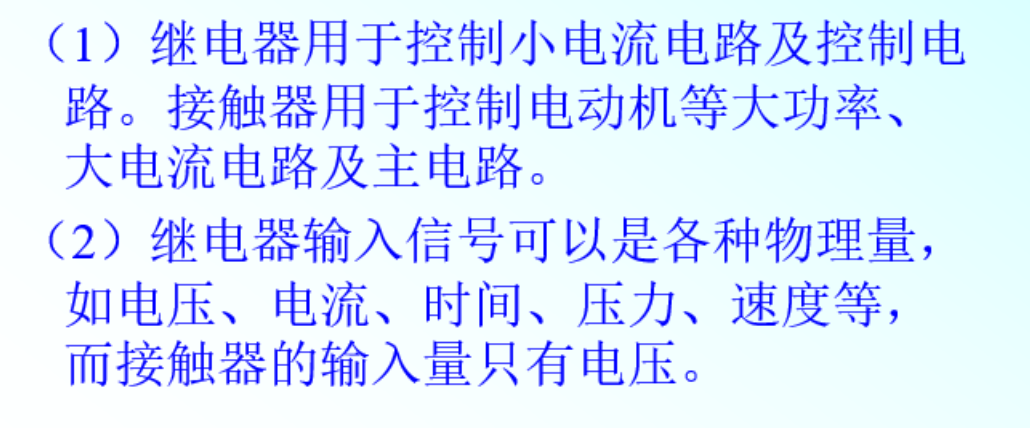 （1）继电器用于控制小电流电路及控制电
路。接触器用于控制电动机等大功率、
大电流电路及主电路。
（2）继电器输入信号可以是各种物理量，
如电压、电流、时间、压力、速度等，
而接触器的输入量只有电压。